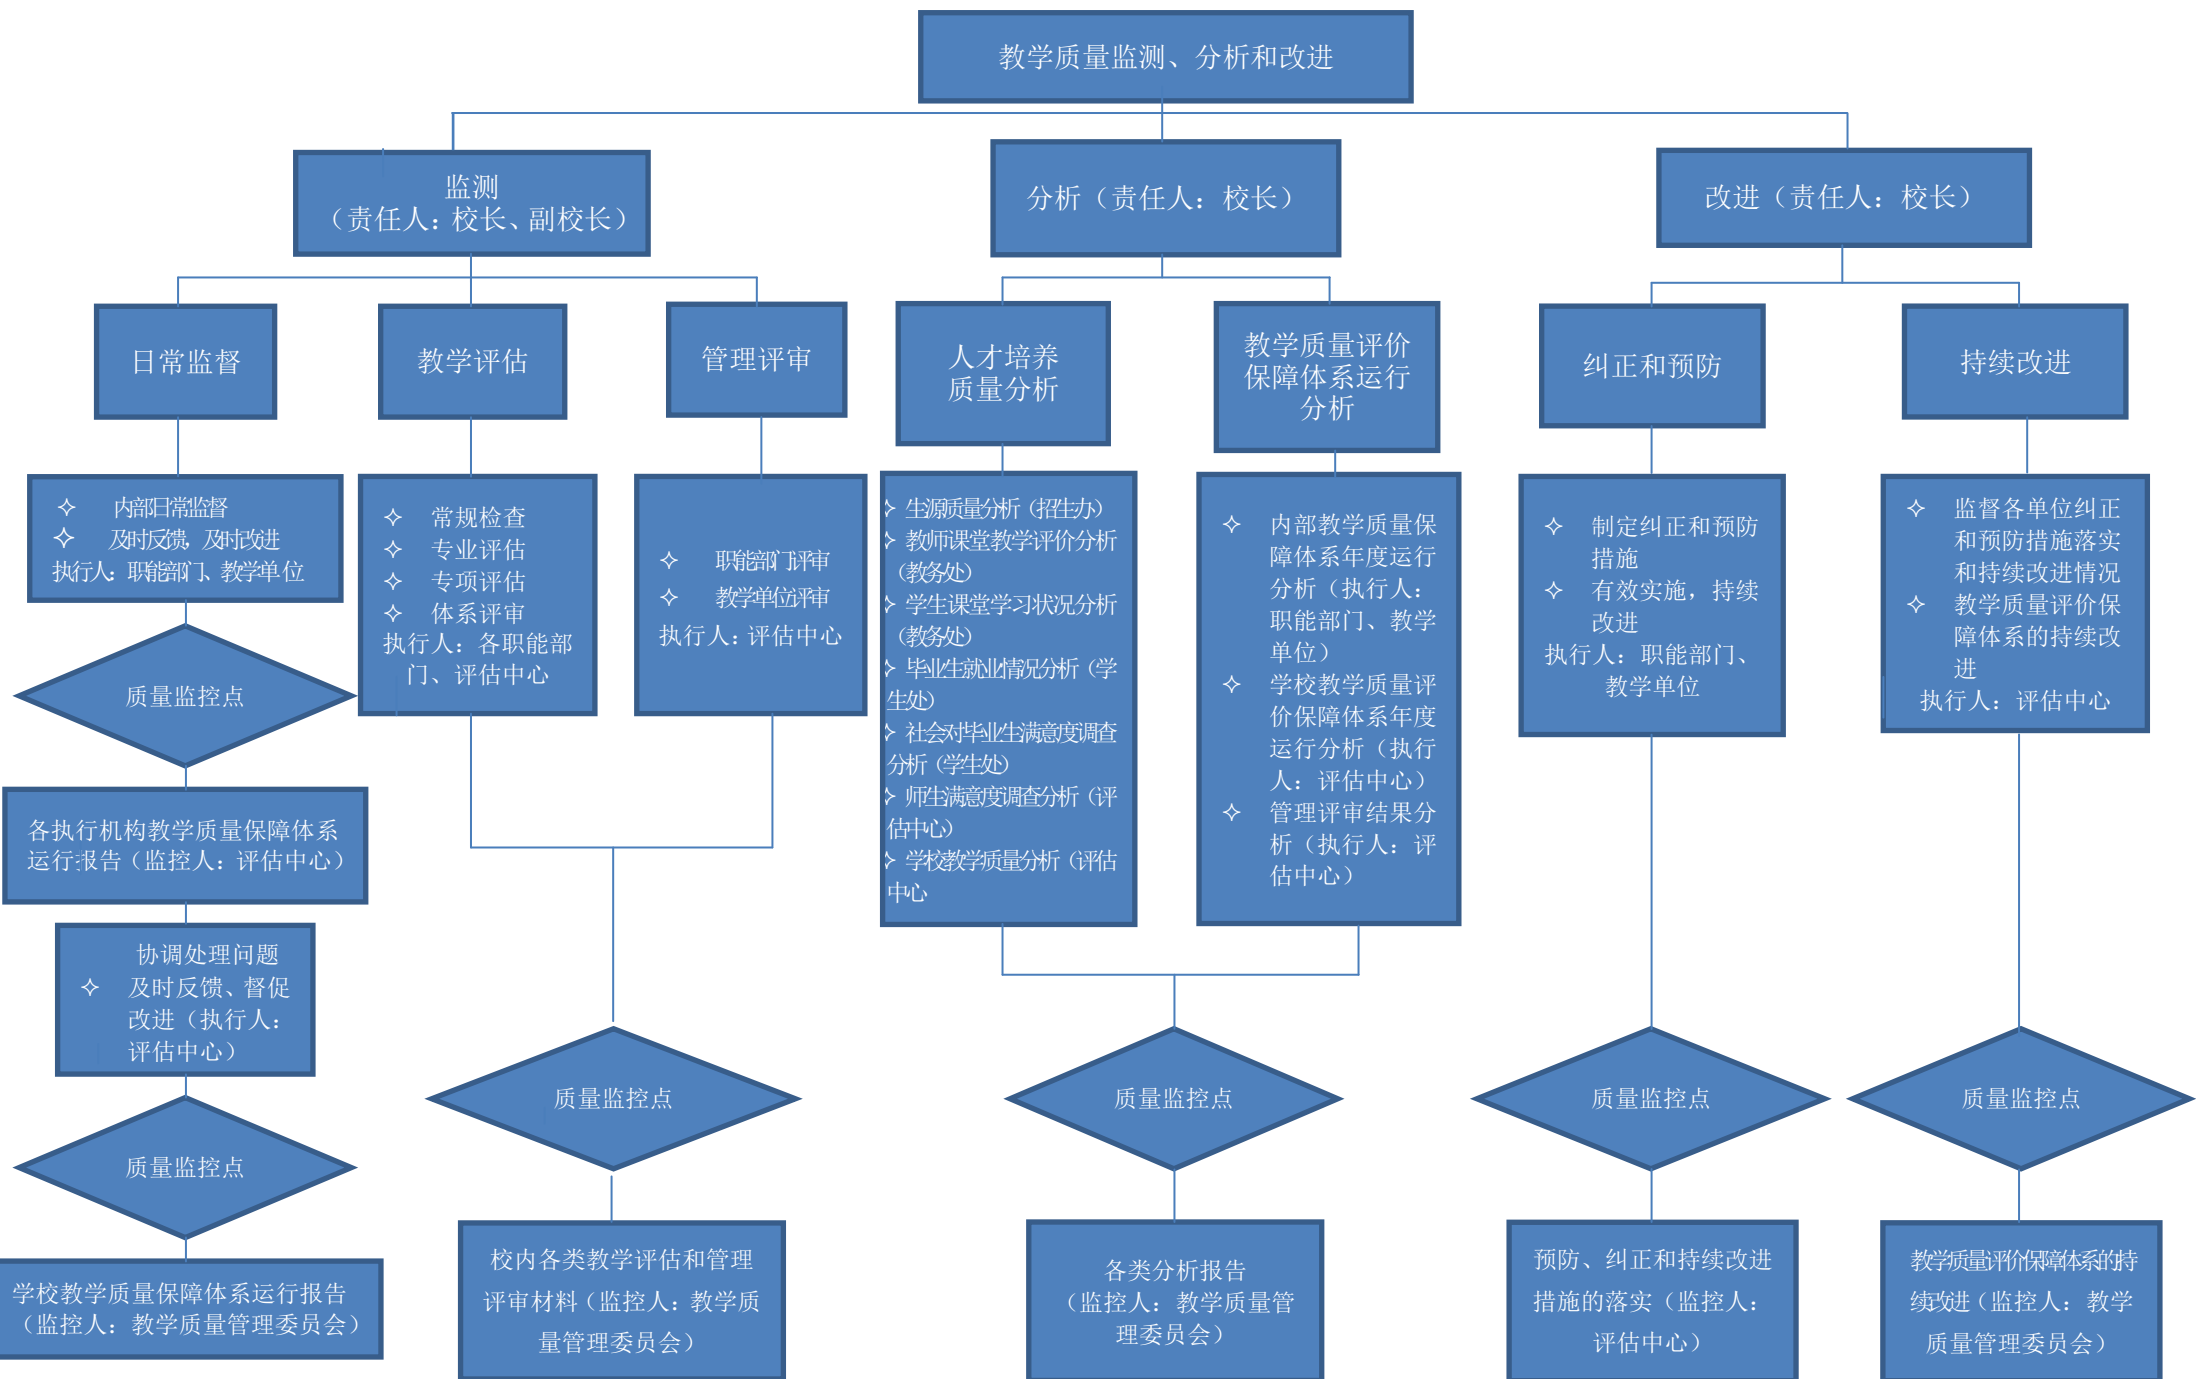 教学质量监测、分析和改进
监测
（责任人：校长、副校长）
分析（责任人：校长）
改进（责任人：校长）
日常监督
教学评估
管理评审
人才培养
质量分析
教学质量评价
保障体系运行
分析
纠正和预防
持续改进
✧ 内部日常监督
✧ 及时反馈，及时改进
执行人：职能部门、教学单位
✧ 常规检查
✧ 专业评估
✧ 专项评估
✧ 体系评审
执行人：各职能部
门、评估中心
✧ 职能部门评审
✧ 教学单位评审
执行人：评估中心
✧ 生源质量分析（招生办）
✧ 教师课堂教学评价分析
（教务处）
✧ 学生课堂学习状况分析
（教务处）
✧ 毕业生就业情况分析（学
生处）
✧ 社会对毕业生满意度调查
分析（学生处）
✧ 师生满意度调查分析（评
估中心）
✧ 学校教学质量分析（评估
中心
✧ 内部教学质量保
障体系年度运行
分析（执行人：
职能部门、教学
单位）
✧ 学校教学质量评
价保障体系年度
运行分析（执行
人：评估中心）
✧ 管理评审结果分
析（执行人：评
估中心）
✧ 制定纠正和预防
措施
✧ 有效实施，持续
改进
执行人：职能部门、
教学单位
✧ 监督各单位纠正
和预防措施落实
和持续改进情况
✧ 教学质量评价保
障体系的持续改
进
执行人：评估中心
质量监控点
各执行机构教学质量保障体系
运行报告（监控人：评估中心）
协调处理问题
✧ 及时反馈、督促
改进（执行人：
评估中心）
质量监控点
质量监控点
质量监控点
质量监控点
质量监控点
学校教学质量保障体系运行报告
（监控人：教学质量管理委员会）
校内各类教学评估和管理
评审材料（监控人：教学质
量管理委员会）
各类分析报告
（监控人：教学质量管
理委员会）
预防、纠正和持续改进
措施的落实（监控人：
评估中心）
教学质量评价保障体系的持
续改进（监控人：教学
质量管理委员会）